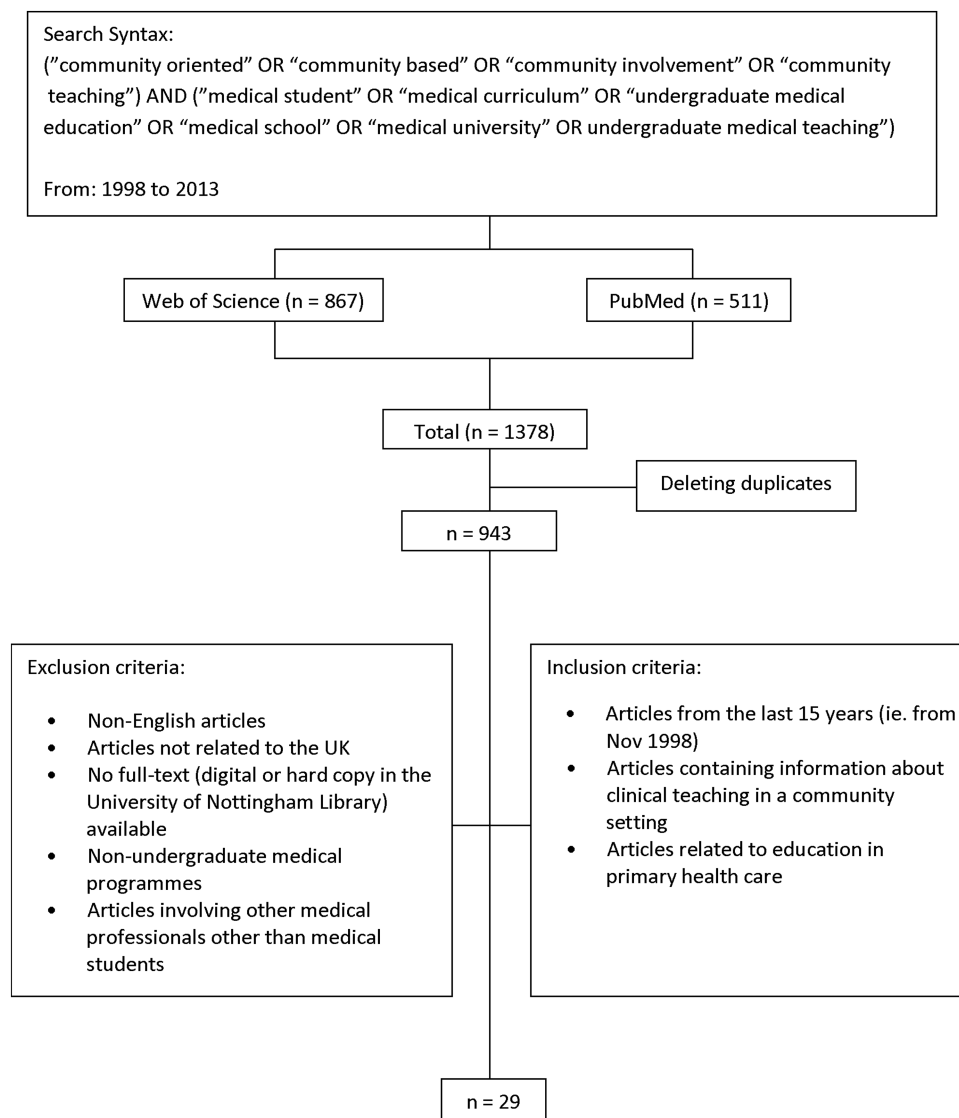 Search Syntax:
(”community oriented” OR “community based” OR “community involvement” OR “community
teaching”) AND (”medical student” OR “medical curriculum” OR “undergraduate medical
education” OR “medical school” OR “medical university” OR undergraduate medical teaching”)
From: 1998 to 2013
Web of Science (n = 867)
PubMed (n = 511)
Total (n = 1378)
Deleting duplicates
n = 943
Exclusion criteria:
• Non-English articles
• Articles not related to the UK
• No full-text (digital or hard copy in the
University of Nottingham Library)
available
• Non-undergraduate medical
programmes
• Articles involving other medical
professionals other than medical
students
Inclusion criteria:
• Articles from the last 15 years (ie. from
Nov 1998)
• Articles containing information about
clinical teaching in a community
setting
• Articles related to education in
primary health care
n = 29